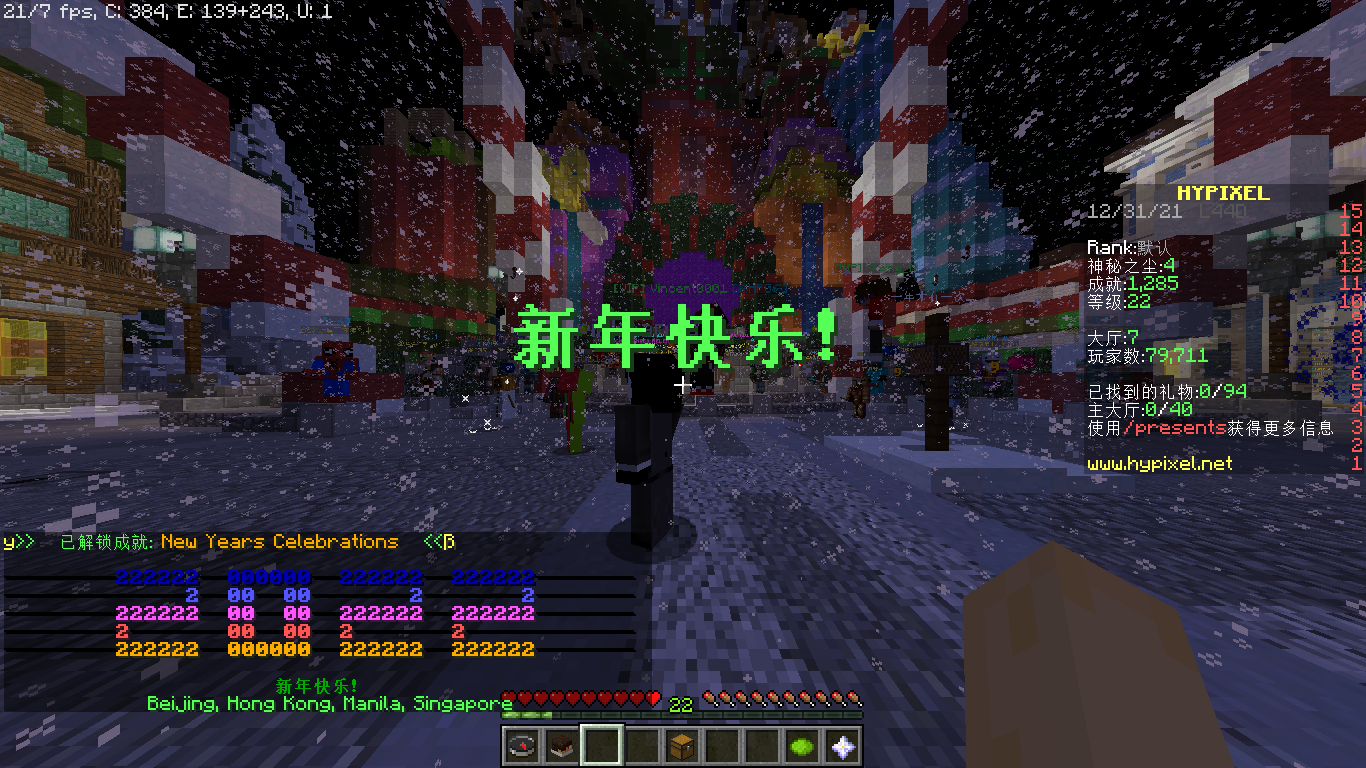 21/7 fps, C: 384, E: 139+243, U: 1
HYPIXEL
12/31/21 L44D
15
14
Rank:默认 13
神秘之尘:4 12
成就:1,285 11
等级:22 10
9
大厅:7 8
玩家数:79,711 7
6
已找到的礼物:0/94 5
主大厅:0/40 4
使用/presents获得更多信息 3
2
www.hypixel.net 1
[VIP] Vincent0001
新年快乐!
y>> 已解锁成就: New Years Celebrations <<β
222222 000000 222222 222222
2 00 00 2 2
222222 00 00 222222 222222
2 00 00 2 2
222222 000000 222222 222222
新年快乐!
Beijing, Hong Kong, Manila, Singapore
22